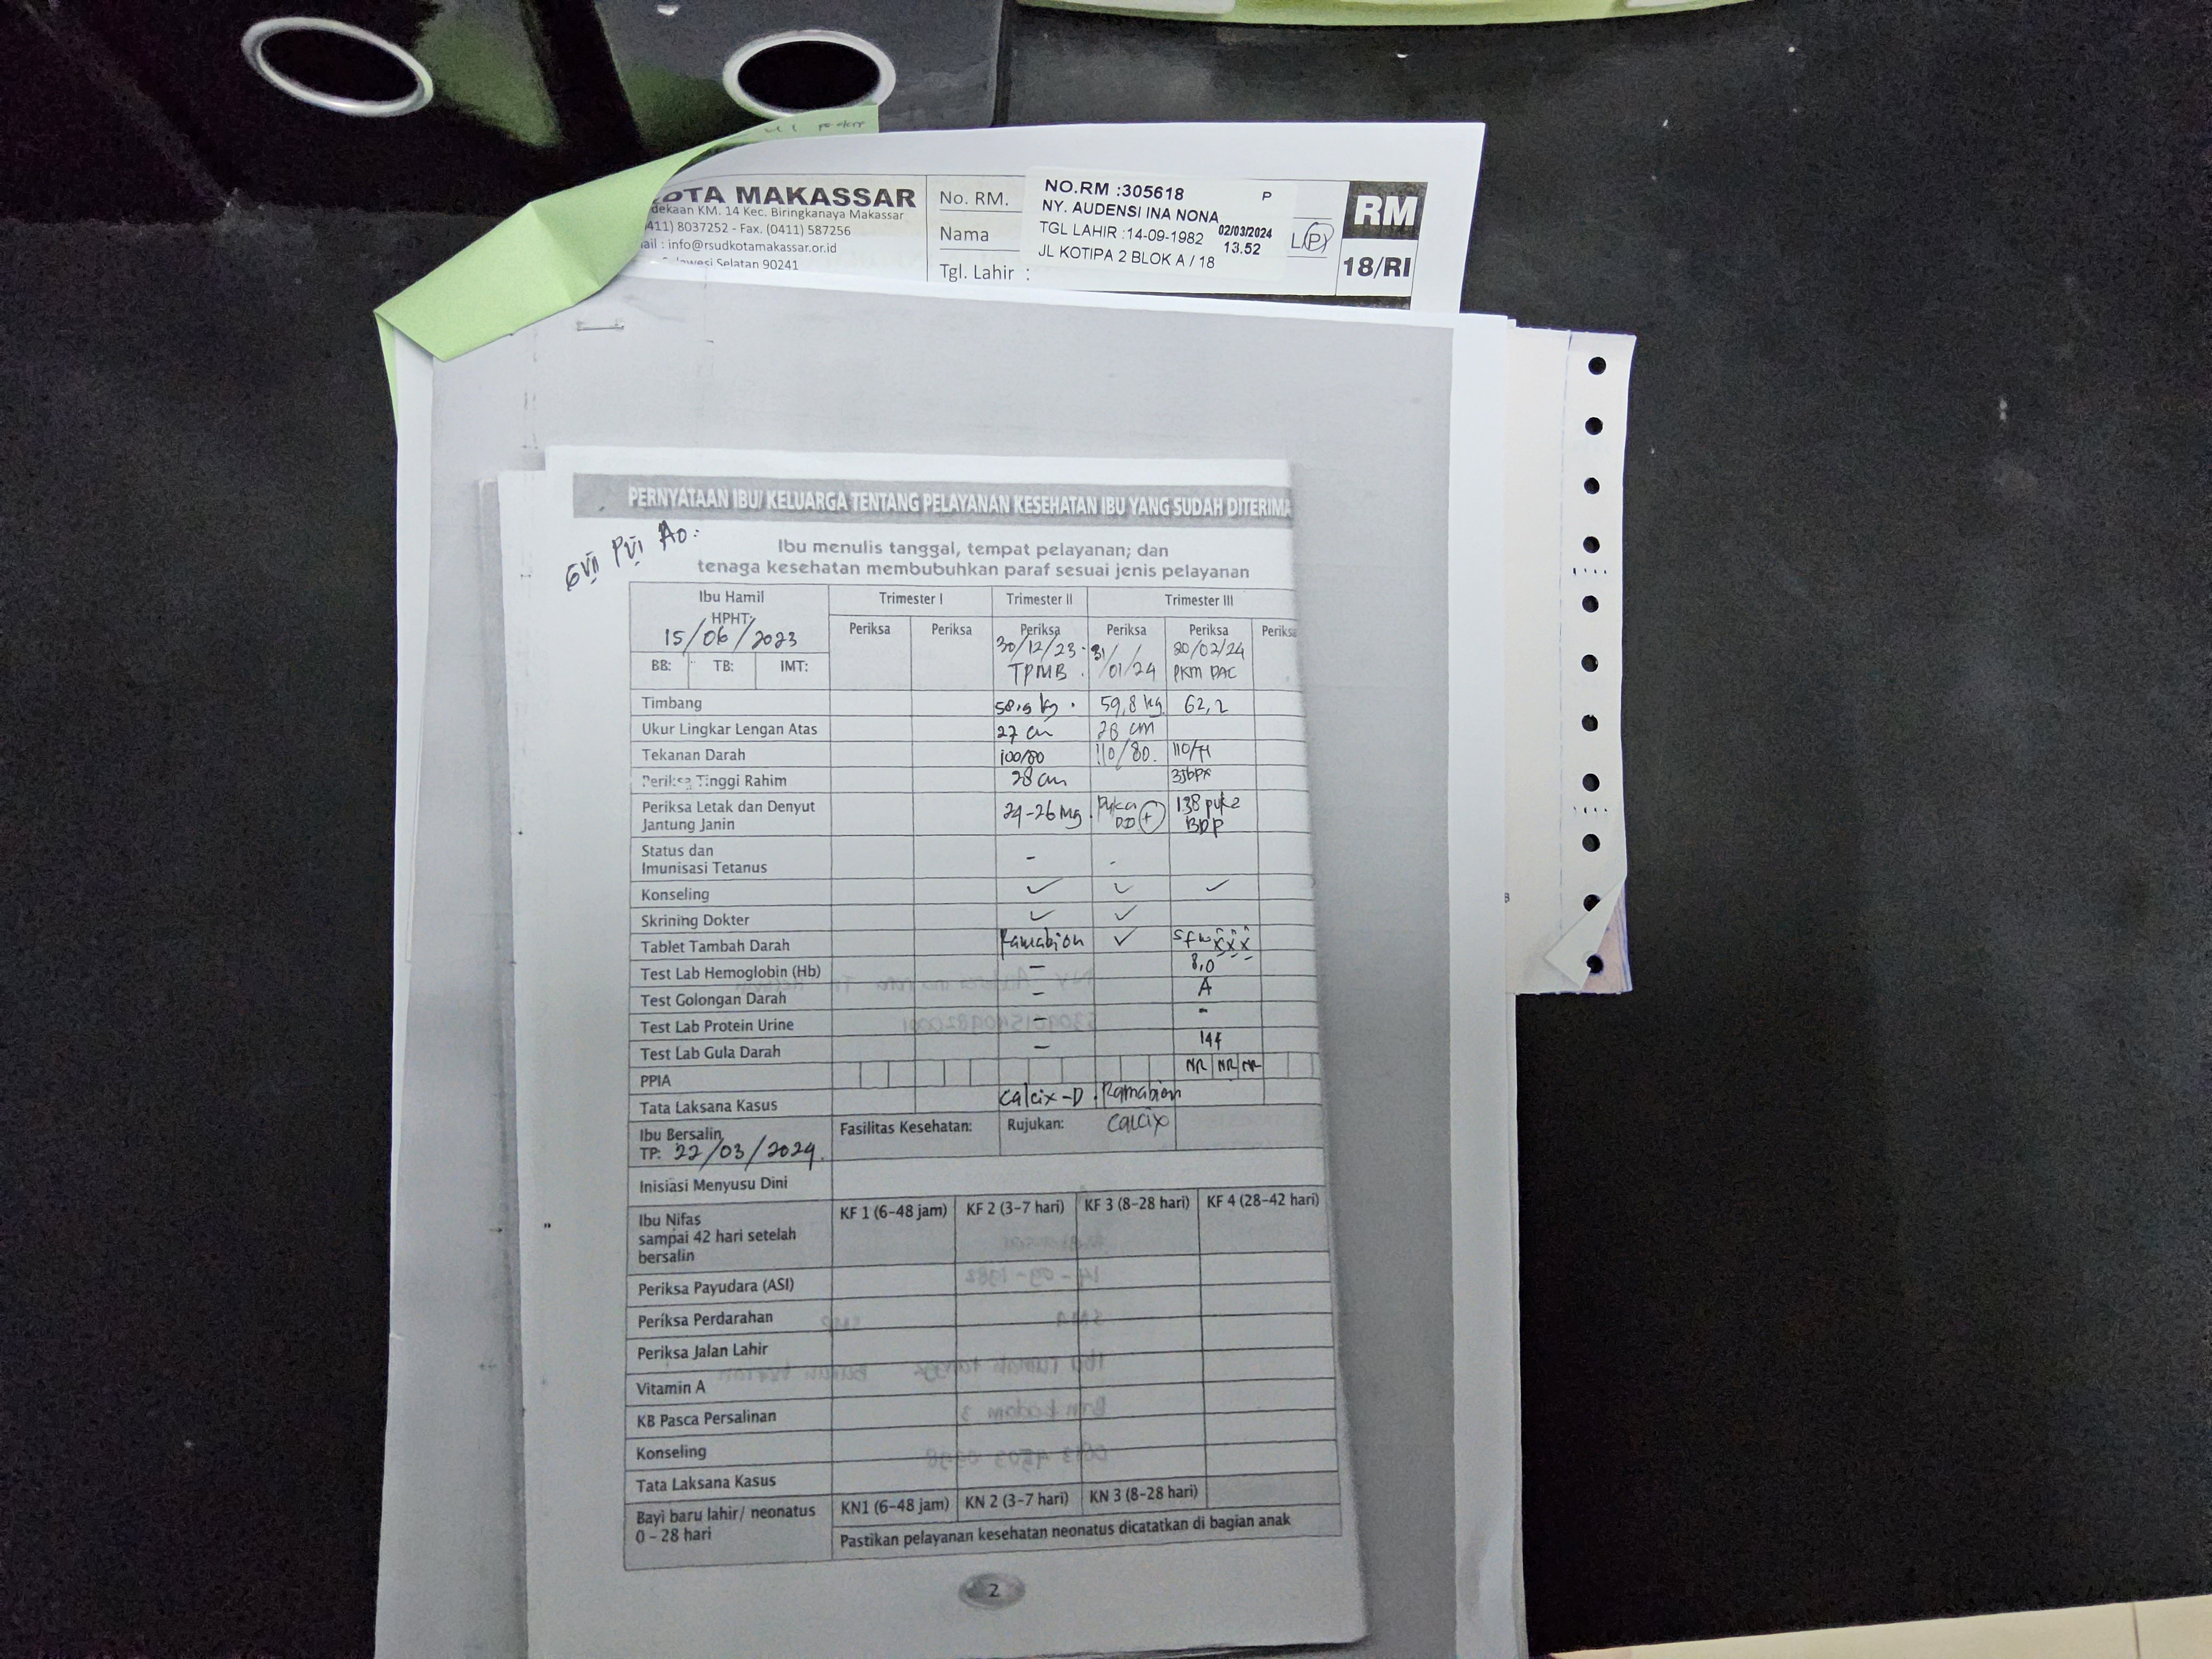 OTA MAKASSAR
dekaan KM. 14 Kec. Biringkanaya Makassar
411) 8037252 - Fax. (0411) 587256
ail : info@rsudkotamakassar.or.id
Selatan 90241
No. RM.
Nama
Tgl. Lahir :
NO.RM :305618 P
NY. AUDENSI INA NONA
TGL LAHIR :14-09-1982 02/03/2024
13.52
JL KOTIPA 2 BLOK A / 18
L P
RM
18/RI
PERNYATAAN IBU/ KELUARGA TENTANG PELAYANAN KESEHATAN IBU YANG SUDAH DITERIMA
GVII PVI A0:
Ibu menulis tanggal, tempat pelayanan; dan
tenaga kesehatan membubuhkan paraf sesuai jenis pelayanan
Ibu Hamil Trimester I Trimester II Trimester III
HPHT: Periksa Periksa Periksa Periksa Periksa Periksa
15/06/2023 30/12/23 31/01/24 20/02/24
BB: TB: IMT: TPMB PKM DAC
Timbang 58,9 kg 59,8 kg 62,2
Ukur Lingkar Lengan Atas 27 cm 28 cm
Tekanan Darah 100/80 110/80 110/71
Periksa Tinggi Rahim 28 cm
Periksa Letak dan Denyut 24-26 Mg 138 puka
Jantung Janin + BDP
Status dan
Imunisasi Tetanus - -
Konseling ✓ ✓ ✓
Skrining Dokter ✓ ✓
Tablet Tambah Darah Ramabion ✓ XXX
Test Lab Hemoglobin (Hb) - 8,0
Test Golongan Darah - A
Test Lab Protein Urine - -
Test Lab Gula Darah - 144
PPIA NR NR NR
Tata Laksana Kasus Calcix-D Ramabion
Ibu Bersalin Fasilitas Kesehatan: Rujukan: Calcix
TP: 22/03/2024
Inisiasi Menyusu Dini
Ibu Nifas KF 1 (6-48 jam) KF 2 (3-7 hari) KF 3 (8-28 hari) KF 4 (28-42 hari)
sampai 42 hari setelah
bersalin
Periksa Payudara (ASI)
Periksa Perdarahan
Periksa Jalan Lahir
Vitamin A
KB Pasca Persalinan
Konseling
Tata Laksana Kasus
Bayi baru lahir/ neonatus KN1 (6-48 jam) KN 2 (3-7 hari) KN 3 (8-28 hari)
0 - 28 hari
Pastikan pelayanan kesehatan neonatus dicatatkan di bagian anak
2